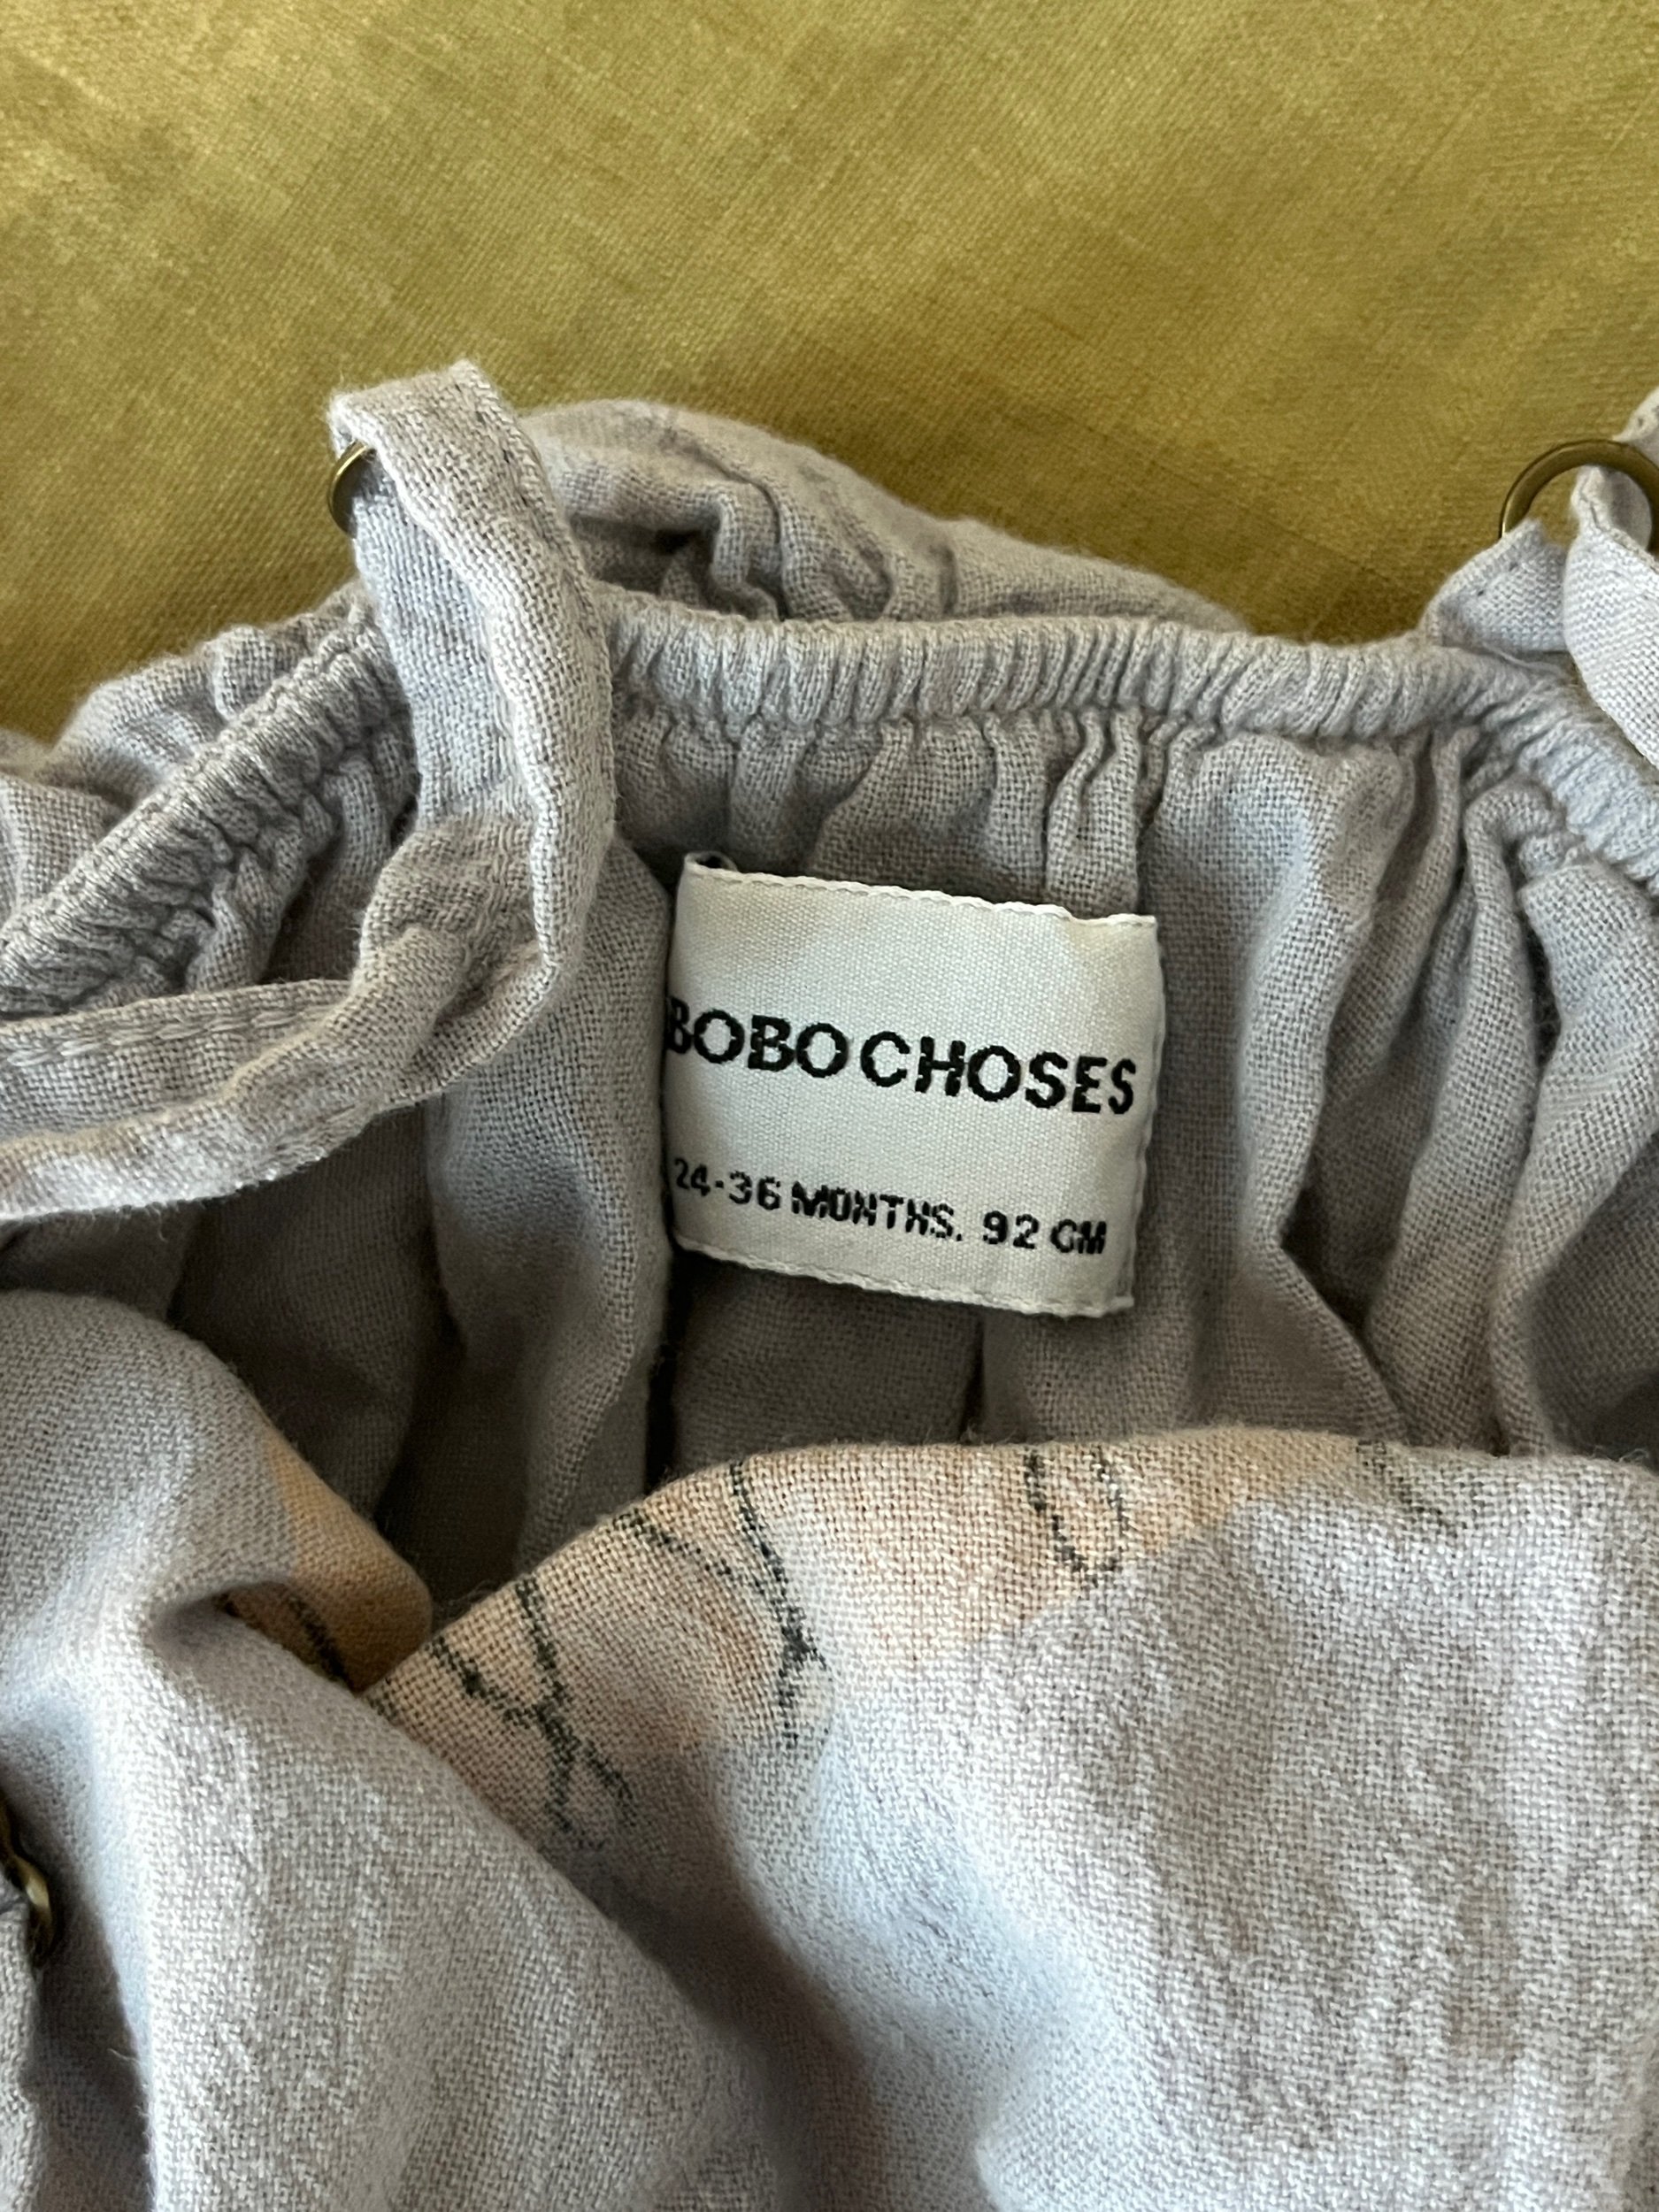 BOBO CHOSES
24-36 MONTHS. 92 CM